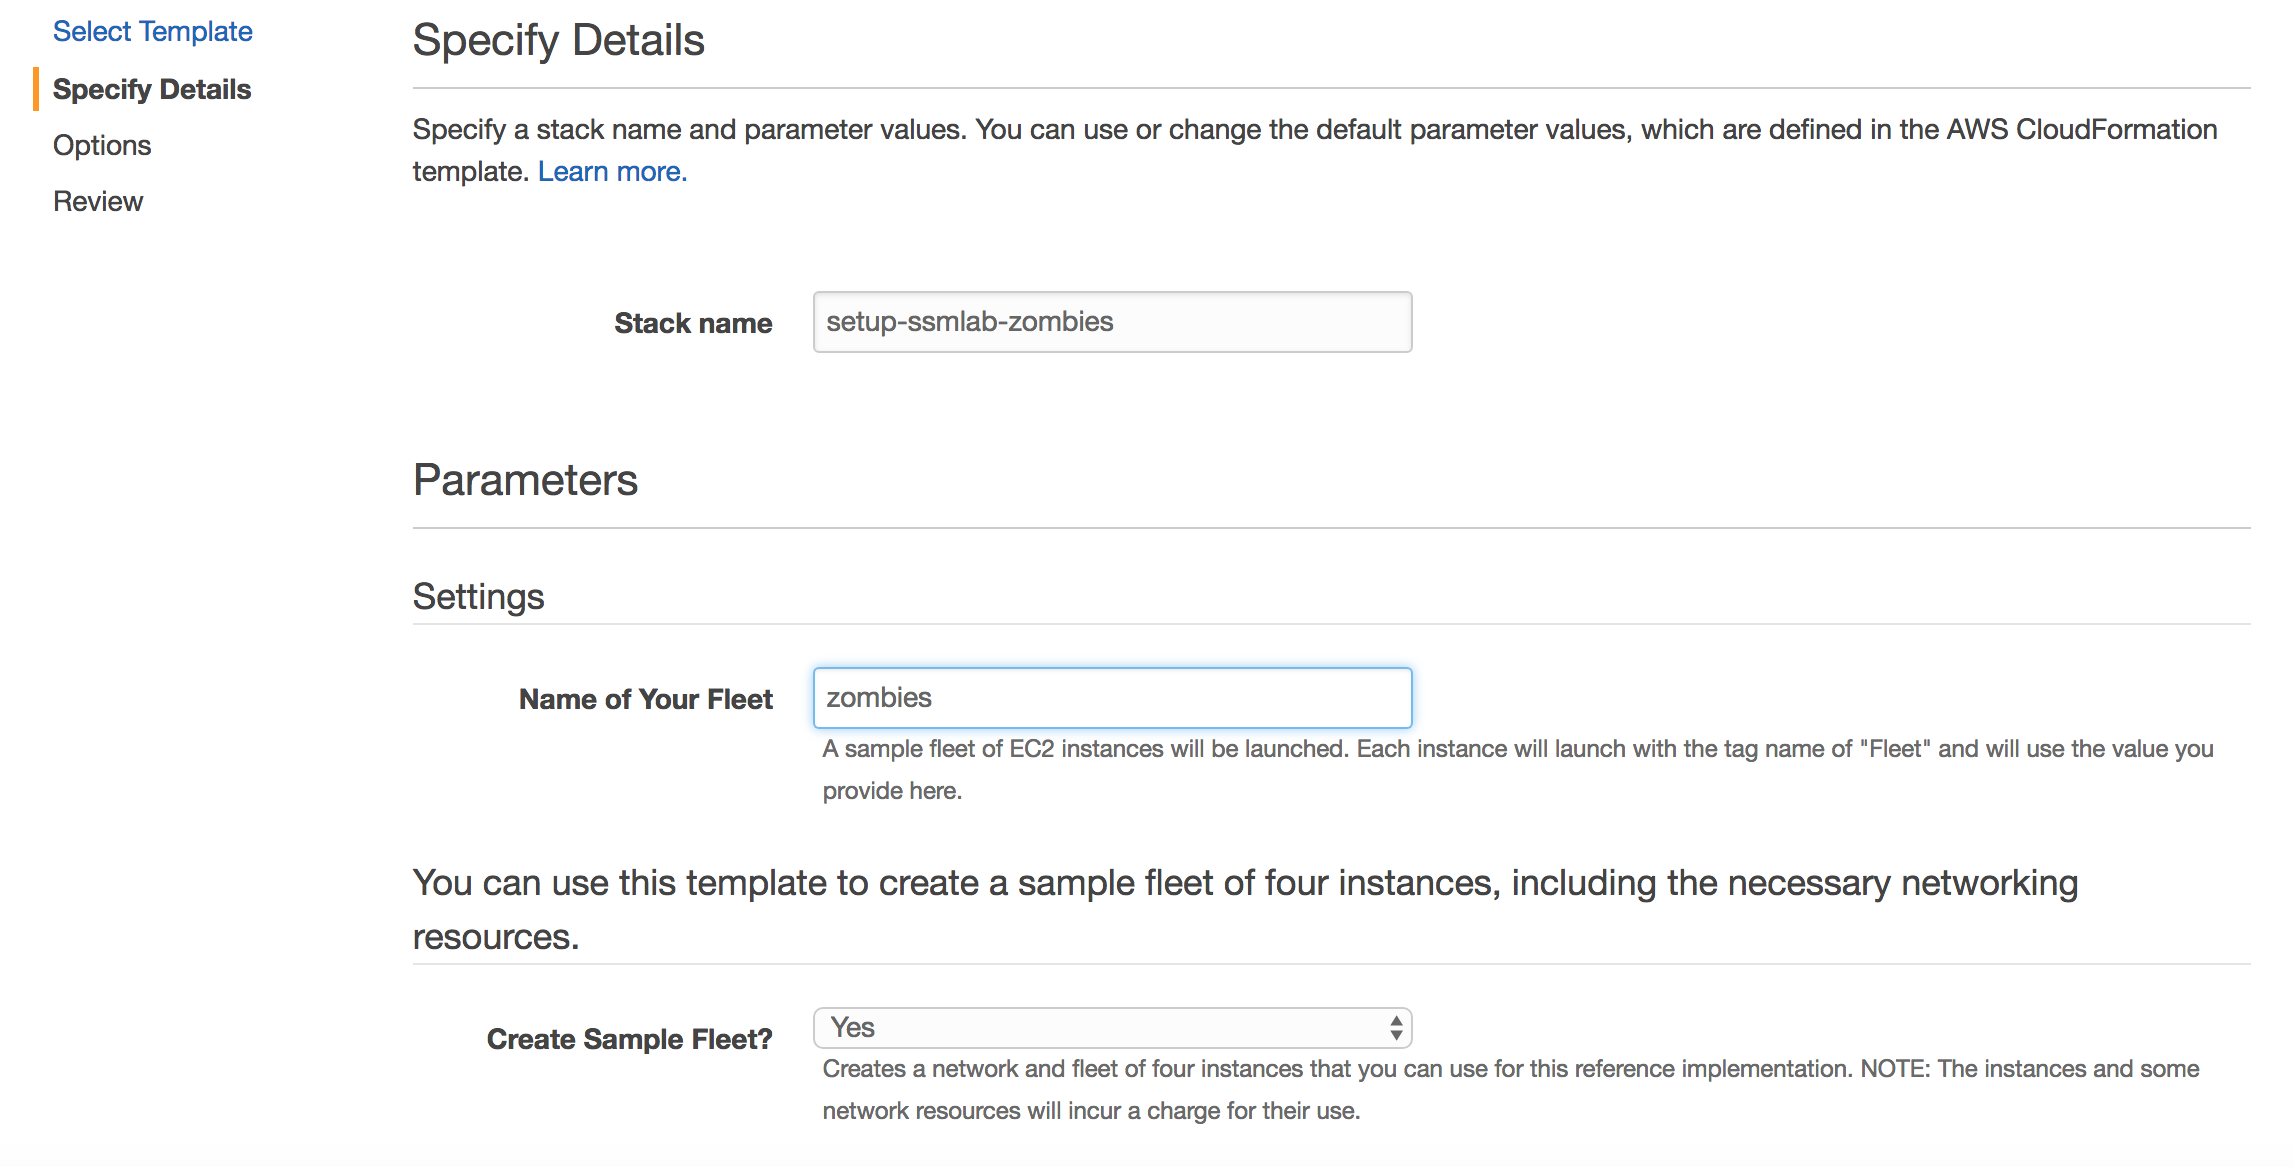 Select Template
Specify Details
Options
Review
Specify Details
Specify a stack name and parameter values. You can use or change the default parameter values, which are defined in the AWS CloudFormation
template. Learn more.
Stack name
setup-ssmlab-zombies
Parameters
Settings
Name of Your Fleet
zombies
A sample fleet of EC2 instances will be launched. Each instance will launch with the tag name of "Fleet" and will use the value you
provide here.
You can use this template to create a sample fleet of four instances, including the necessary networking
resources.
Create Sample Fleet?
Yes
Creates a network and fleet of four instances that you can use for this reference implementation. NOTE: The instances and some
network resources will incur a charge for their use.